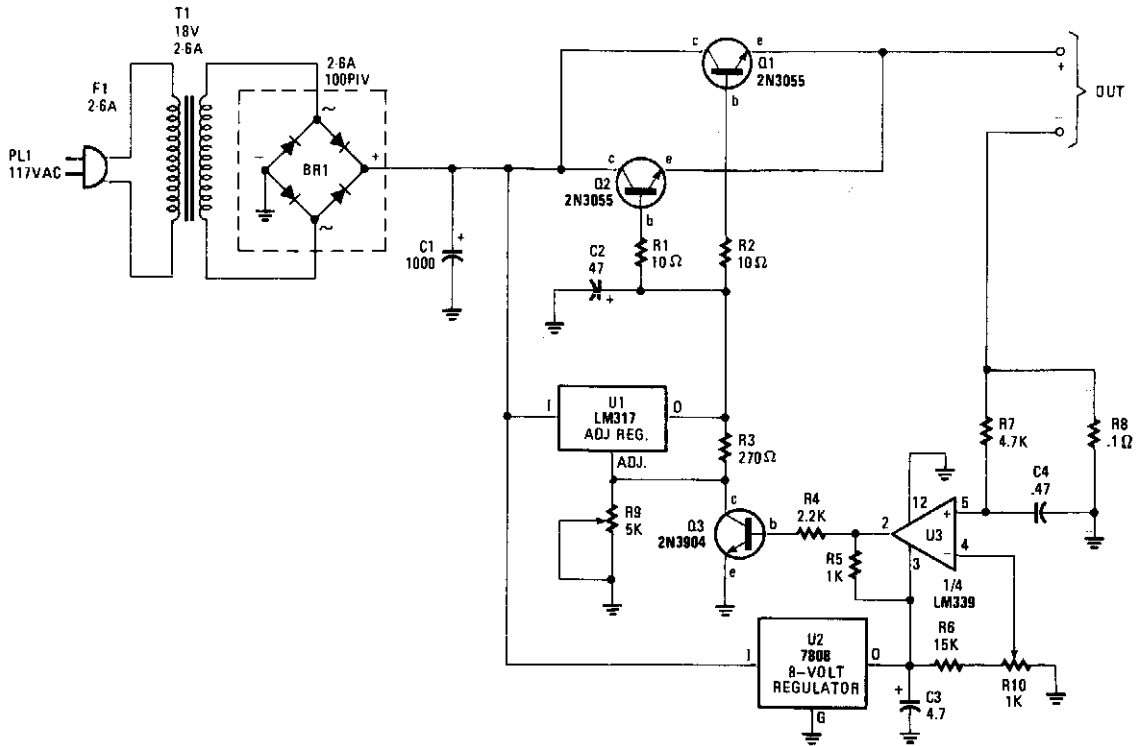 T1
18V
2·6A
F1
2·6A
PL1
117VAC
2·6A
100PIV
~
BR1
-
+
~
C1
1000
+
c
e
Q1
2N3055
b
c
e
Q2
2N3055
b
+
OUT
-
R1
10Ω
R2
10Ω
C2
47
+
I
U1
LM317
ADJ REG.
O
ADJ.
R3
270Ω
R9
5K
c
Q3
2N3904
b
e
R4
2.2K
R5
1K
2
12
+
5
U3
-
4
3
1/4
LM339
R7
4.7K
R8
.1Ω
C4
.47
I
U2
7808
8-VOLT
REGULATOR
O
G
R6
15K
R10
1K
+
C3
4.7